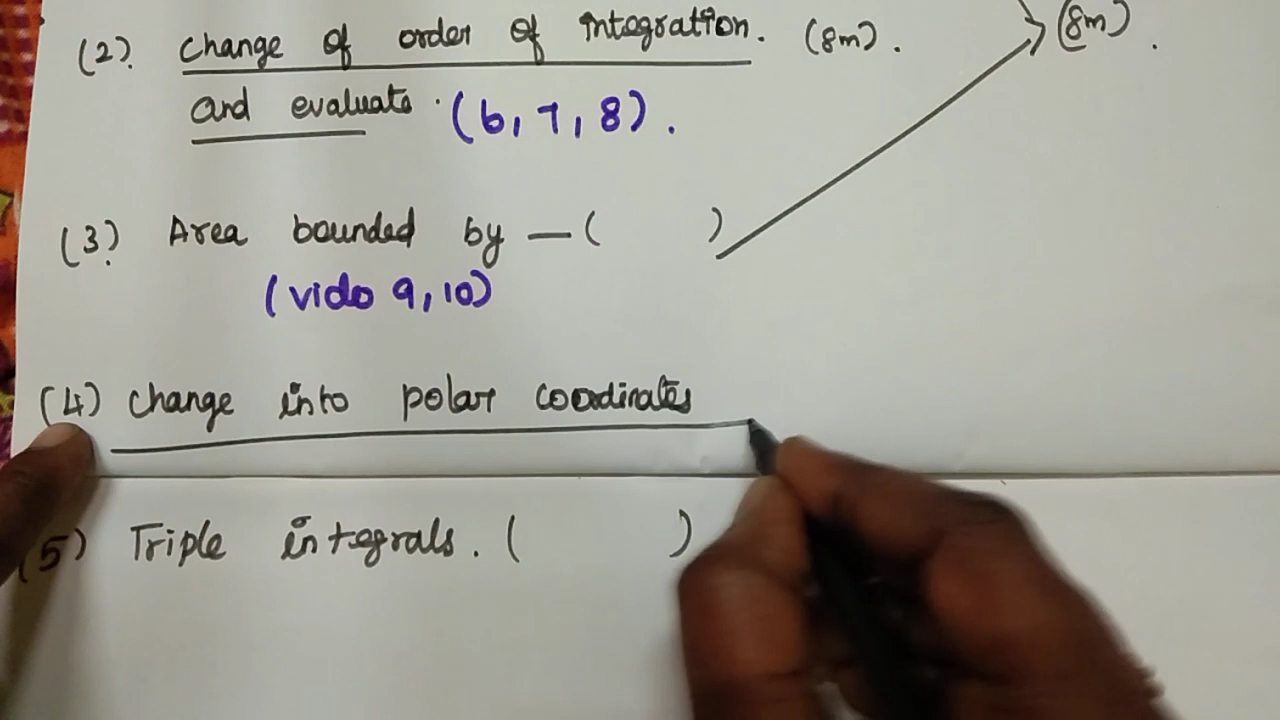 (2). Change of order of integration. (8m).
(8m).
and evaluate. (6, 7, 8).
(3). Area bounded by — ( )
(vido 9, 10)
(4) Change into polar coordinates
(5) Triple integrals. ( )